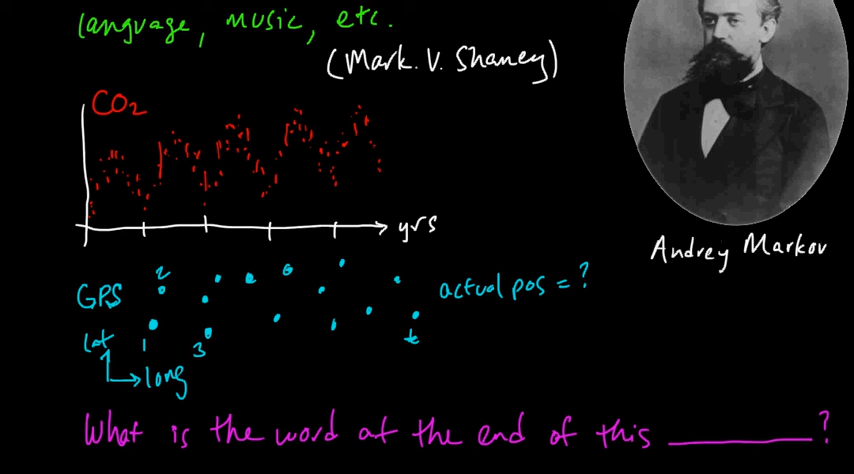 language, music, etc.
(Mark. V. Shaney)
CO2
yrs
Andrey Markov
2
GPS
actual pos = ?
lat
1
3
t
long
What is the word at the end of this ________?